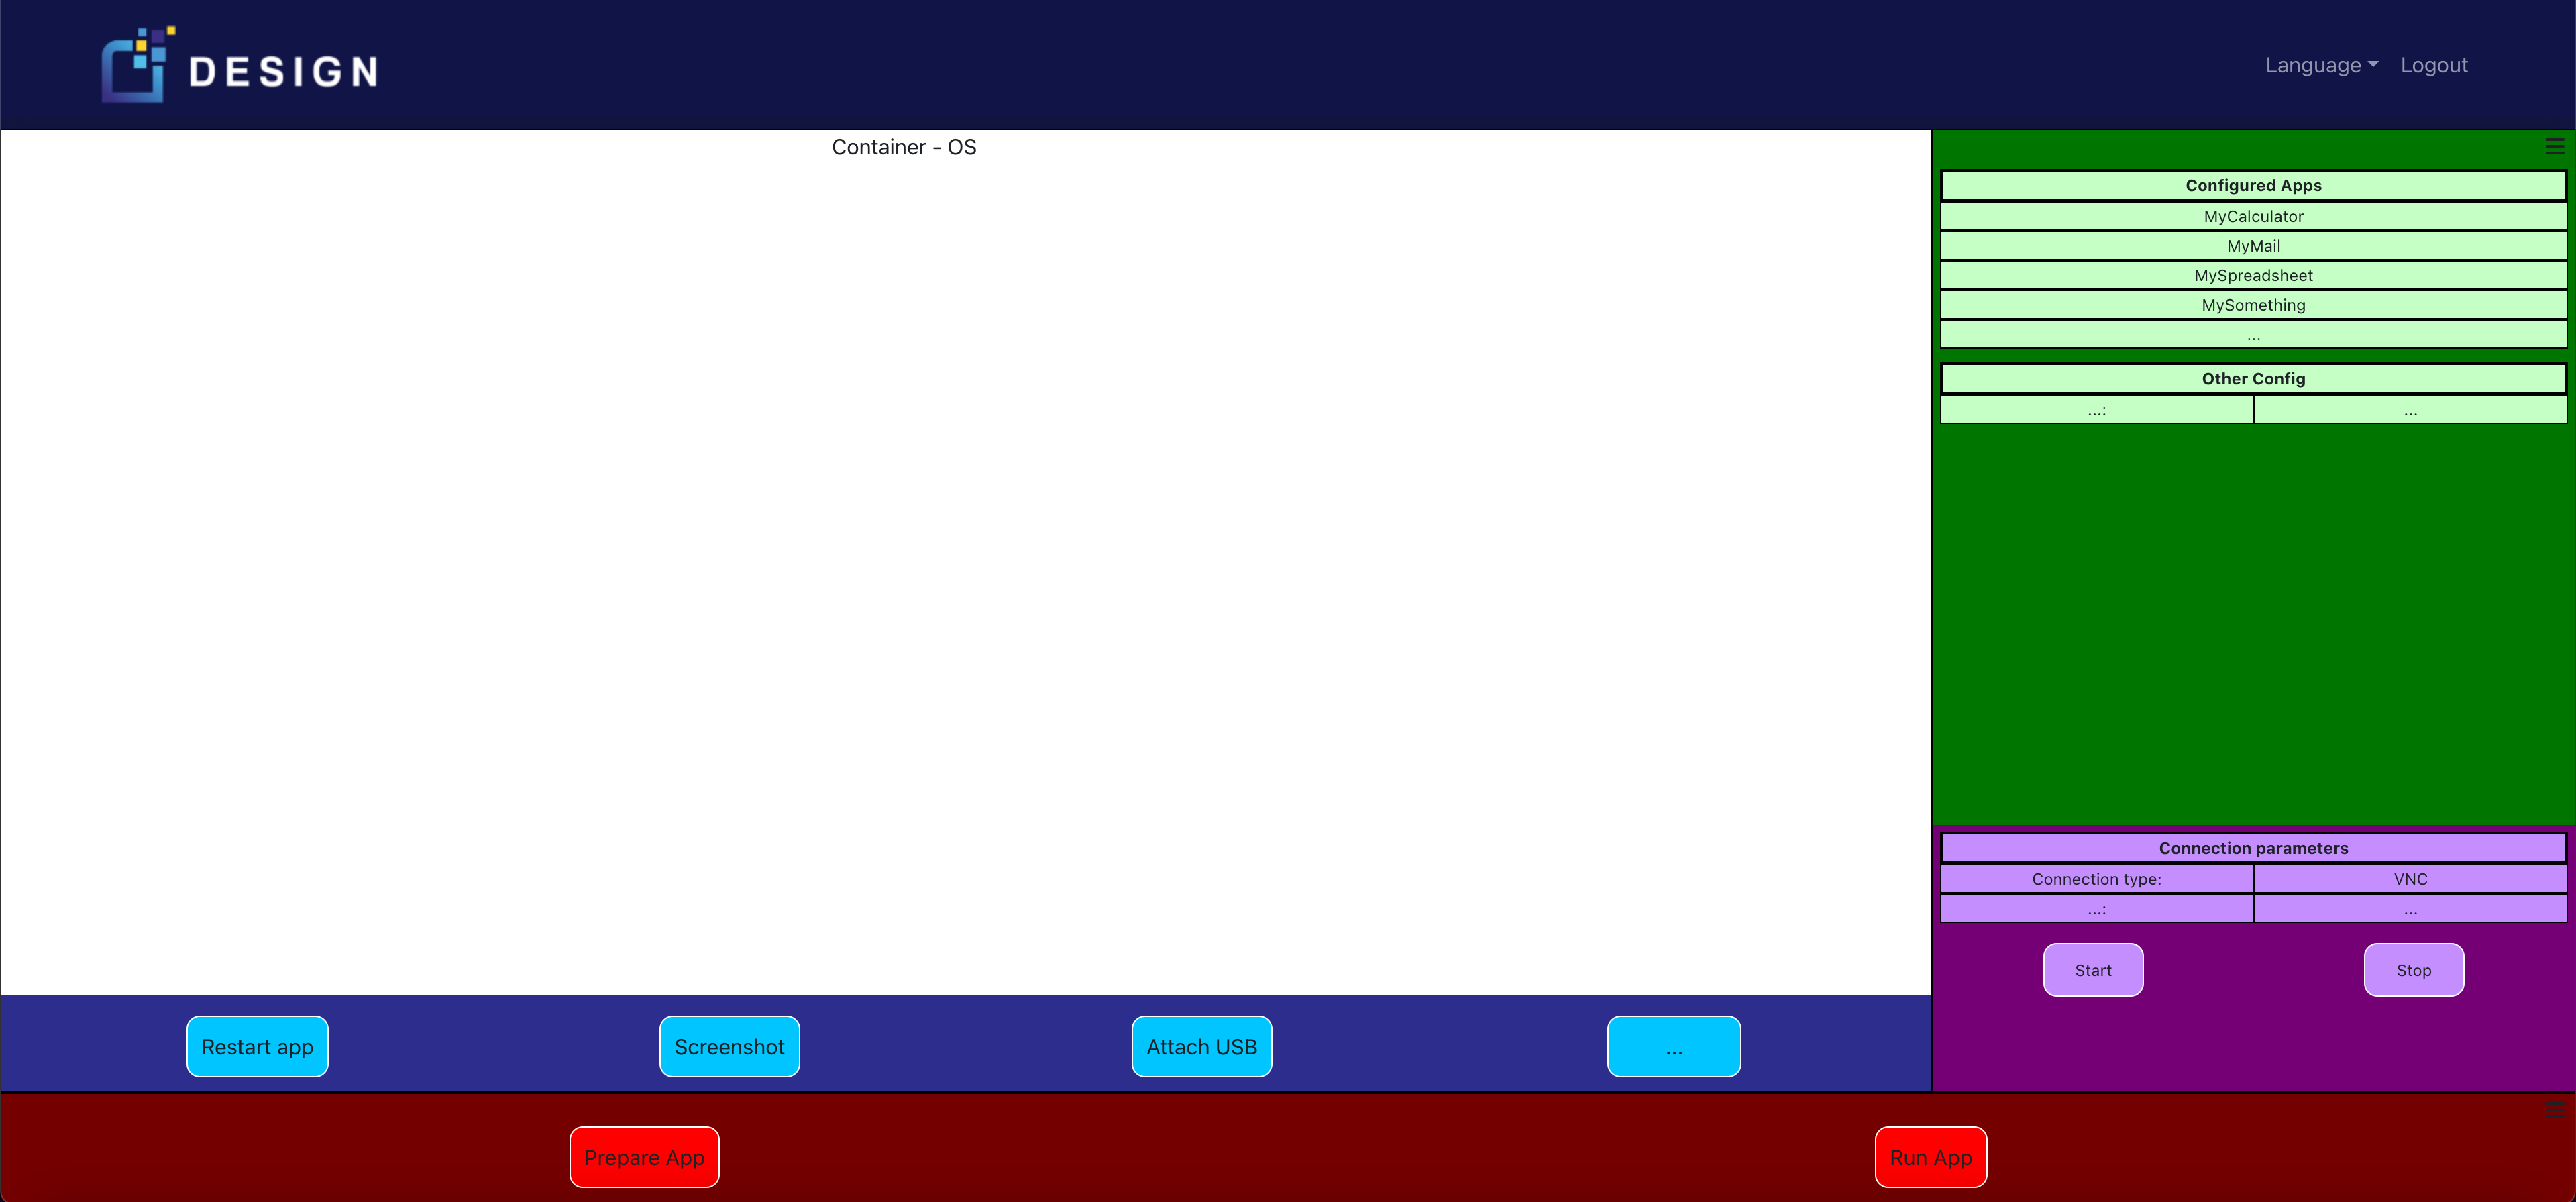 DESIGN
Language Logout
Container - OS
Configured Apps
MyCalculator
MyMail
MySpreadsheet
MySomething
...
Other Config
...: ...
Connection parameters
Connection type: VNC
...: ...
Start Stop
Restart app Screenshot Attach USB ...
Prepare App Run App